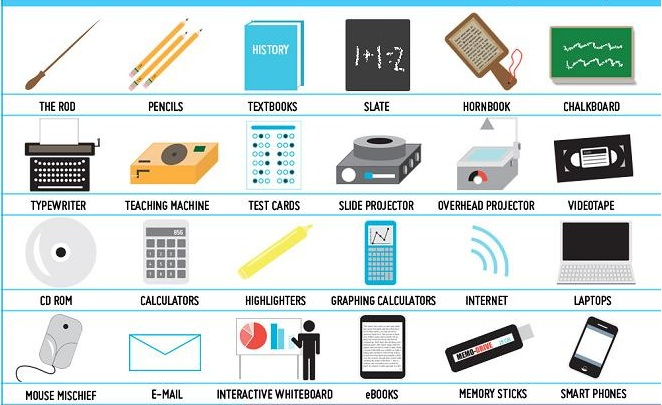 HISTORY
1+1=2
THE ROD
PENCILS
TEXTBOOKS
SLATE
HORNBOOK
CHALKBOARD
TYPEWRITER
TEACHING MACHINE
TEST CARDS
SLIDE PROJECTOR
OVERHEAD PROJECTOR
VIDEOTAPE
856
CD ROM
CALCULATORS
HIGHLIGHTERS
GRAPHING CALCULATORS
INTERNET
LAPTOPS
MEMO-DRIVE
MOUSE MISCHIEF
E-MAIL
INTERACTIVE WHITEBOARD
eBOOKS
MEMORY STICKS
SMART PHONES